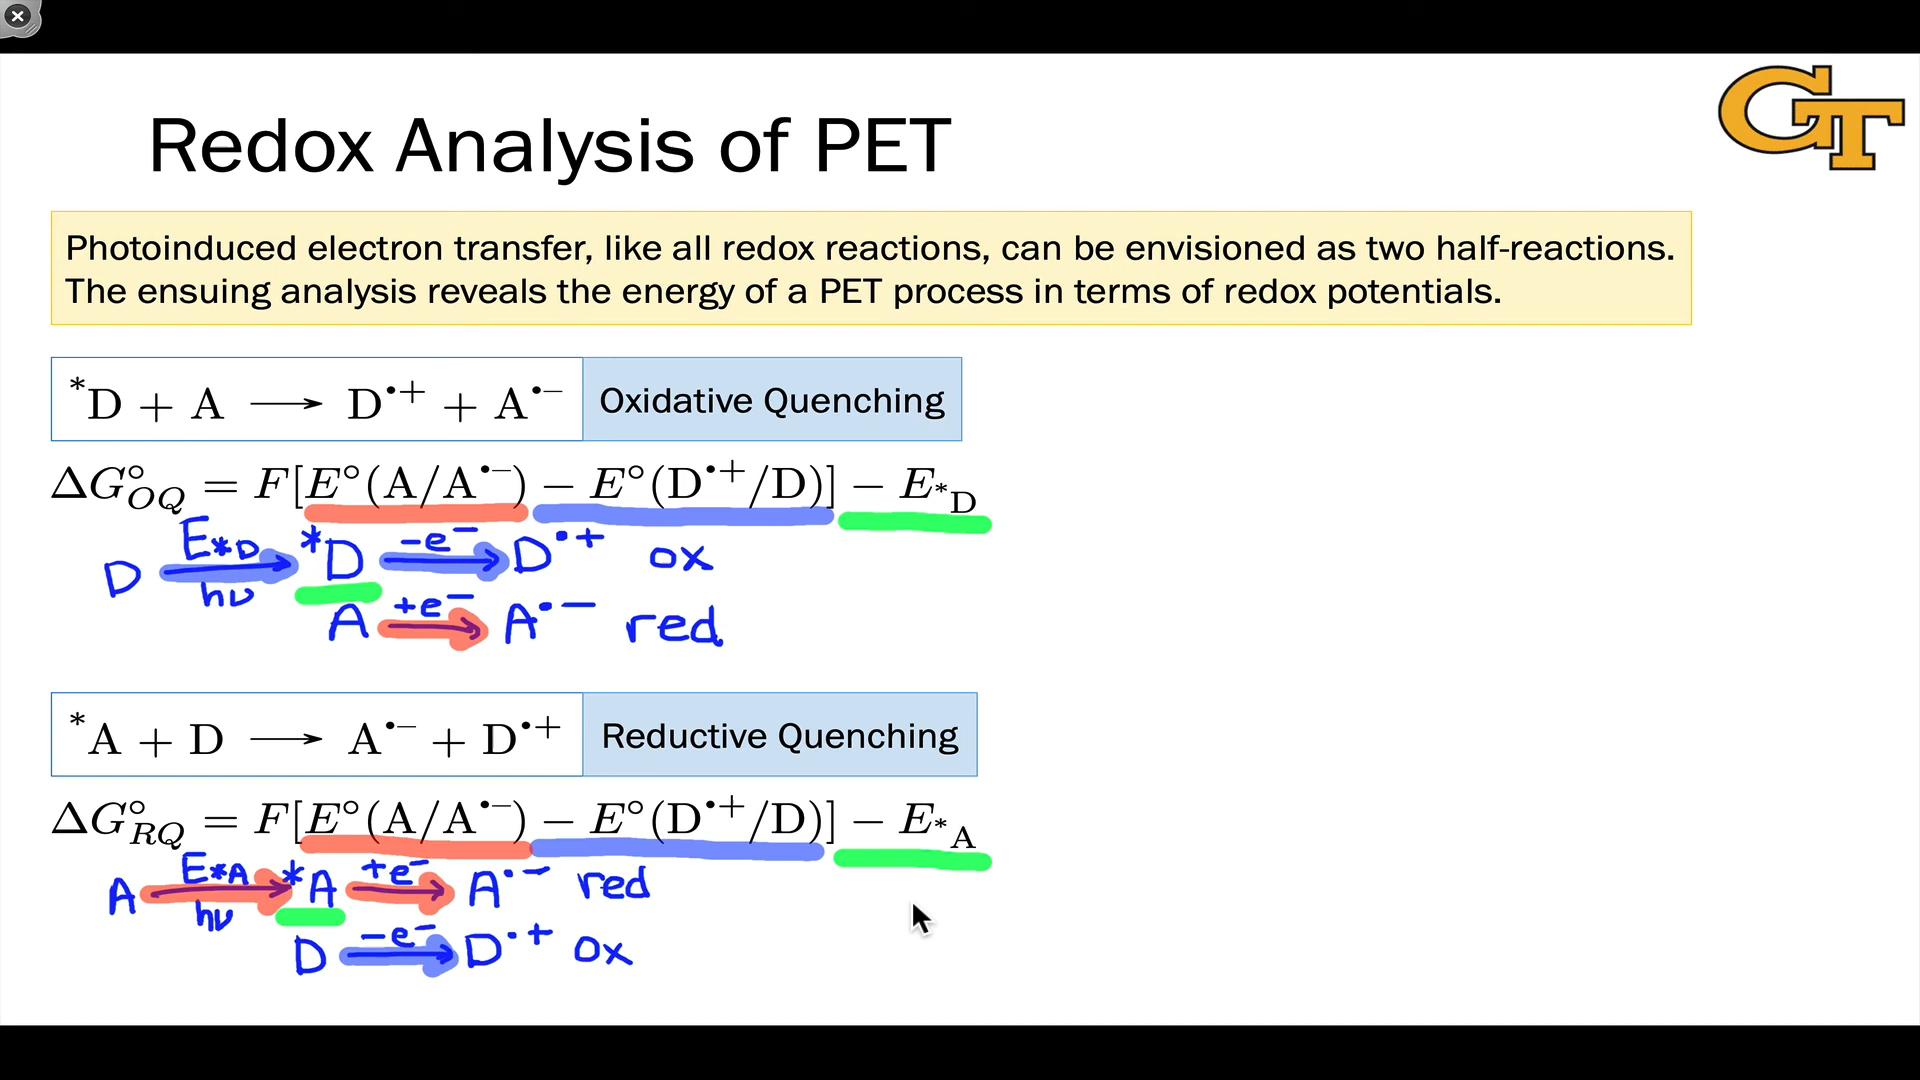 GT
Redox Analysis of PET
Photoinduced electron transfer, like all redox reactions, can be envisioned as two half-reactions.
The ensuing analysis reveals the energy of a PET process in terms of redox potentials.
*D + A ⟶ D•+ + A•− Oxidative Quenching
ΔG°OQ = F[E°(A/A•−) − E°(D•+/D)] − E*D
D E*D hν *D −e− D•+ ox
A +e− A•− red
*A + D ⟶ A•− + D•+ Reductive Quenching
ΔG°RQ = F[E°(A/A•−) − E°(D•+/D)] − E*A
A E*A hν *A +e− A•− red
D −e− D•+ ox